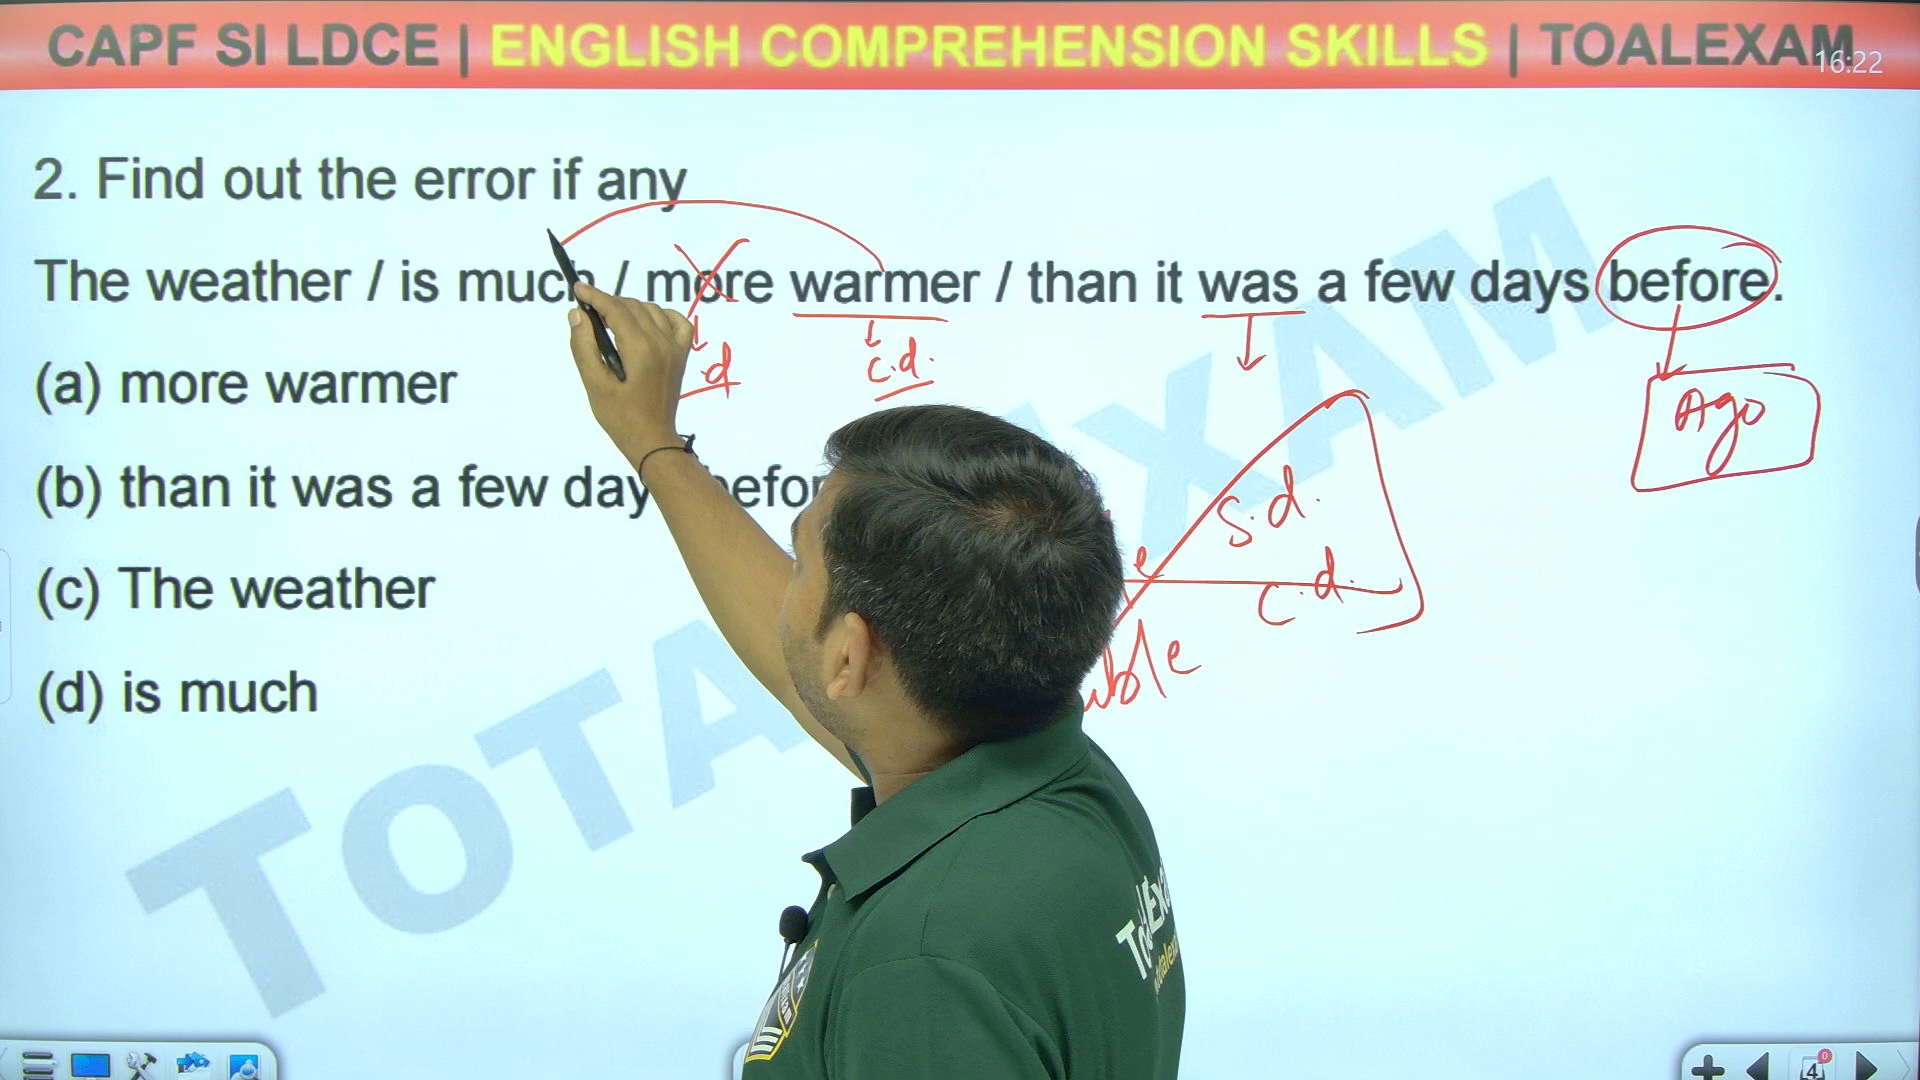 CAPF SI LDCE | ENGLISH COMPREHENSION SKILLS | TOALEXAM
16:22
2. Find out the error if any
The weather / is much / more warmer / than it was a few days before.
.d
c.d.
Ago
(a) more warmer
(b) than it was a few day
(c) The weather
(d) is much
S.d.
e
c.d.
4
0